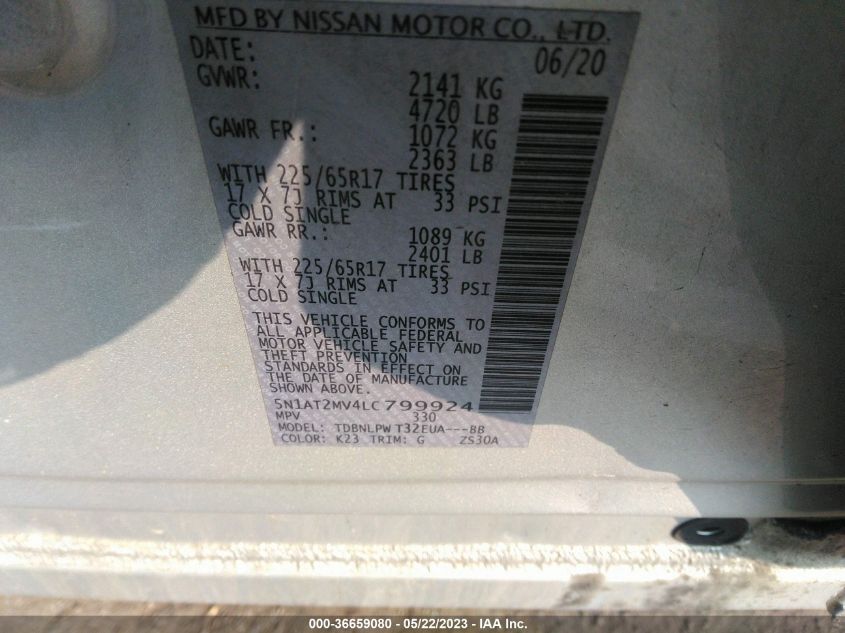 MFD BY NISSAN MOTOR CO., LTD.
DATE: 06/20
GVWR: 2141 KG
4720 LB
GAWR FR.: 1072 KG
2363 LB
WITH 225/65R17 TIRES
17 X 7J RIMS AT 33 PSI
COLD SINGLE
GAWR RR.: 1089 KG
2401 LB
WITH 225/65R17 TIRES
17 X 7J RIMS AT 33 PSI
COLD SINGLE
THIS VEHICLE CONFORMS TO
ALL APPLICABLE FEDERAL
MOTOR VEHICLE SAFETY AND
THEFT PREVENTION
STANDARDS IN EFFECT ON
THE DATE OF MANUFACTURE
SHOWN ABOVE.
5N1AT2MV4LC799924
MPV 330
MODEL: TDBNLPW T32EUA---BB
COLOR: K23 TRIM: G ZS30A
000-36659080 - 05/22/2023 - IAA Inc.